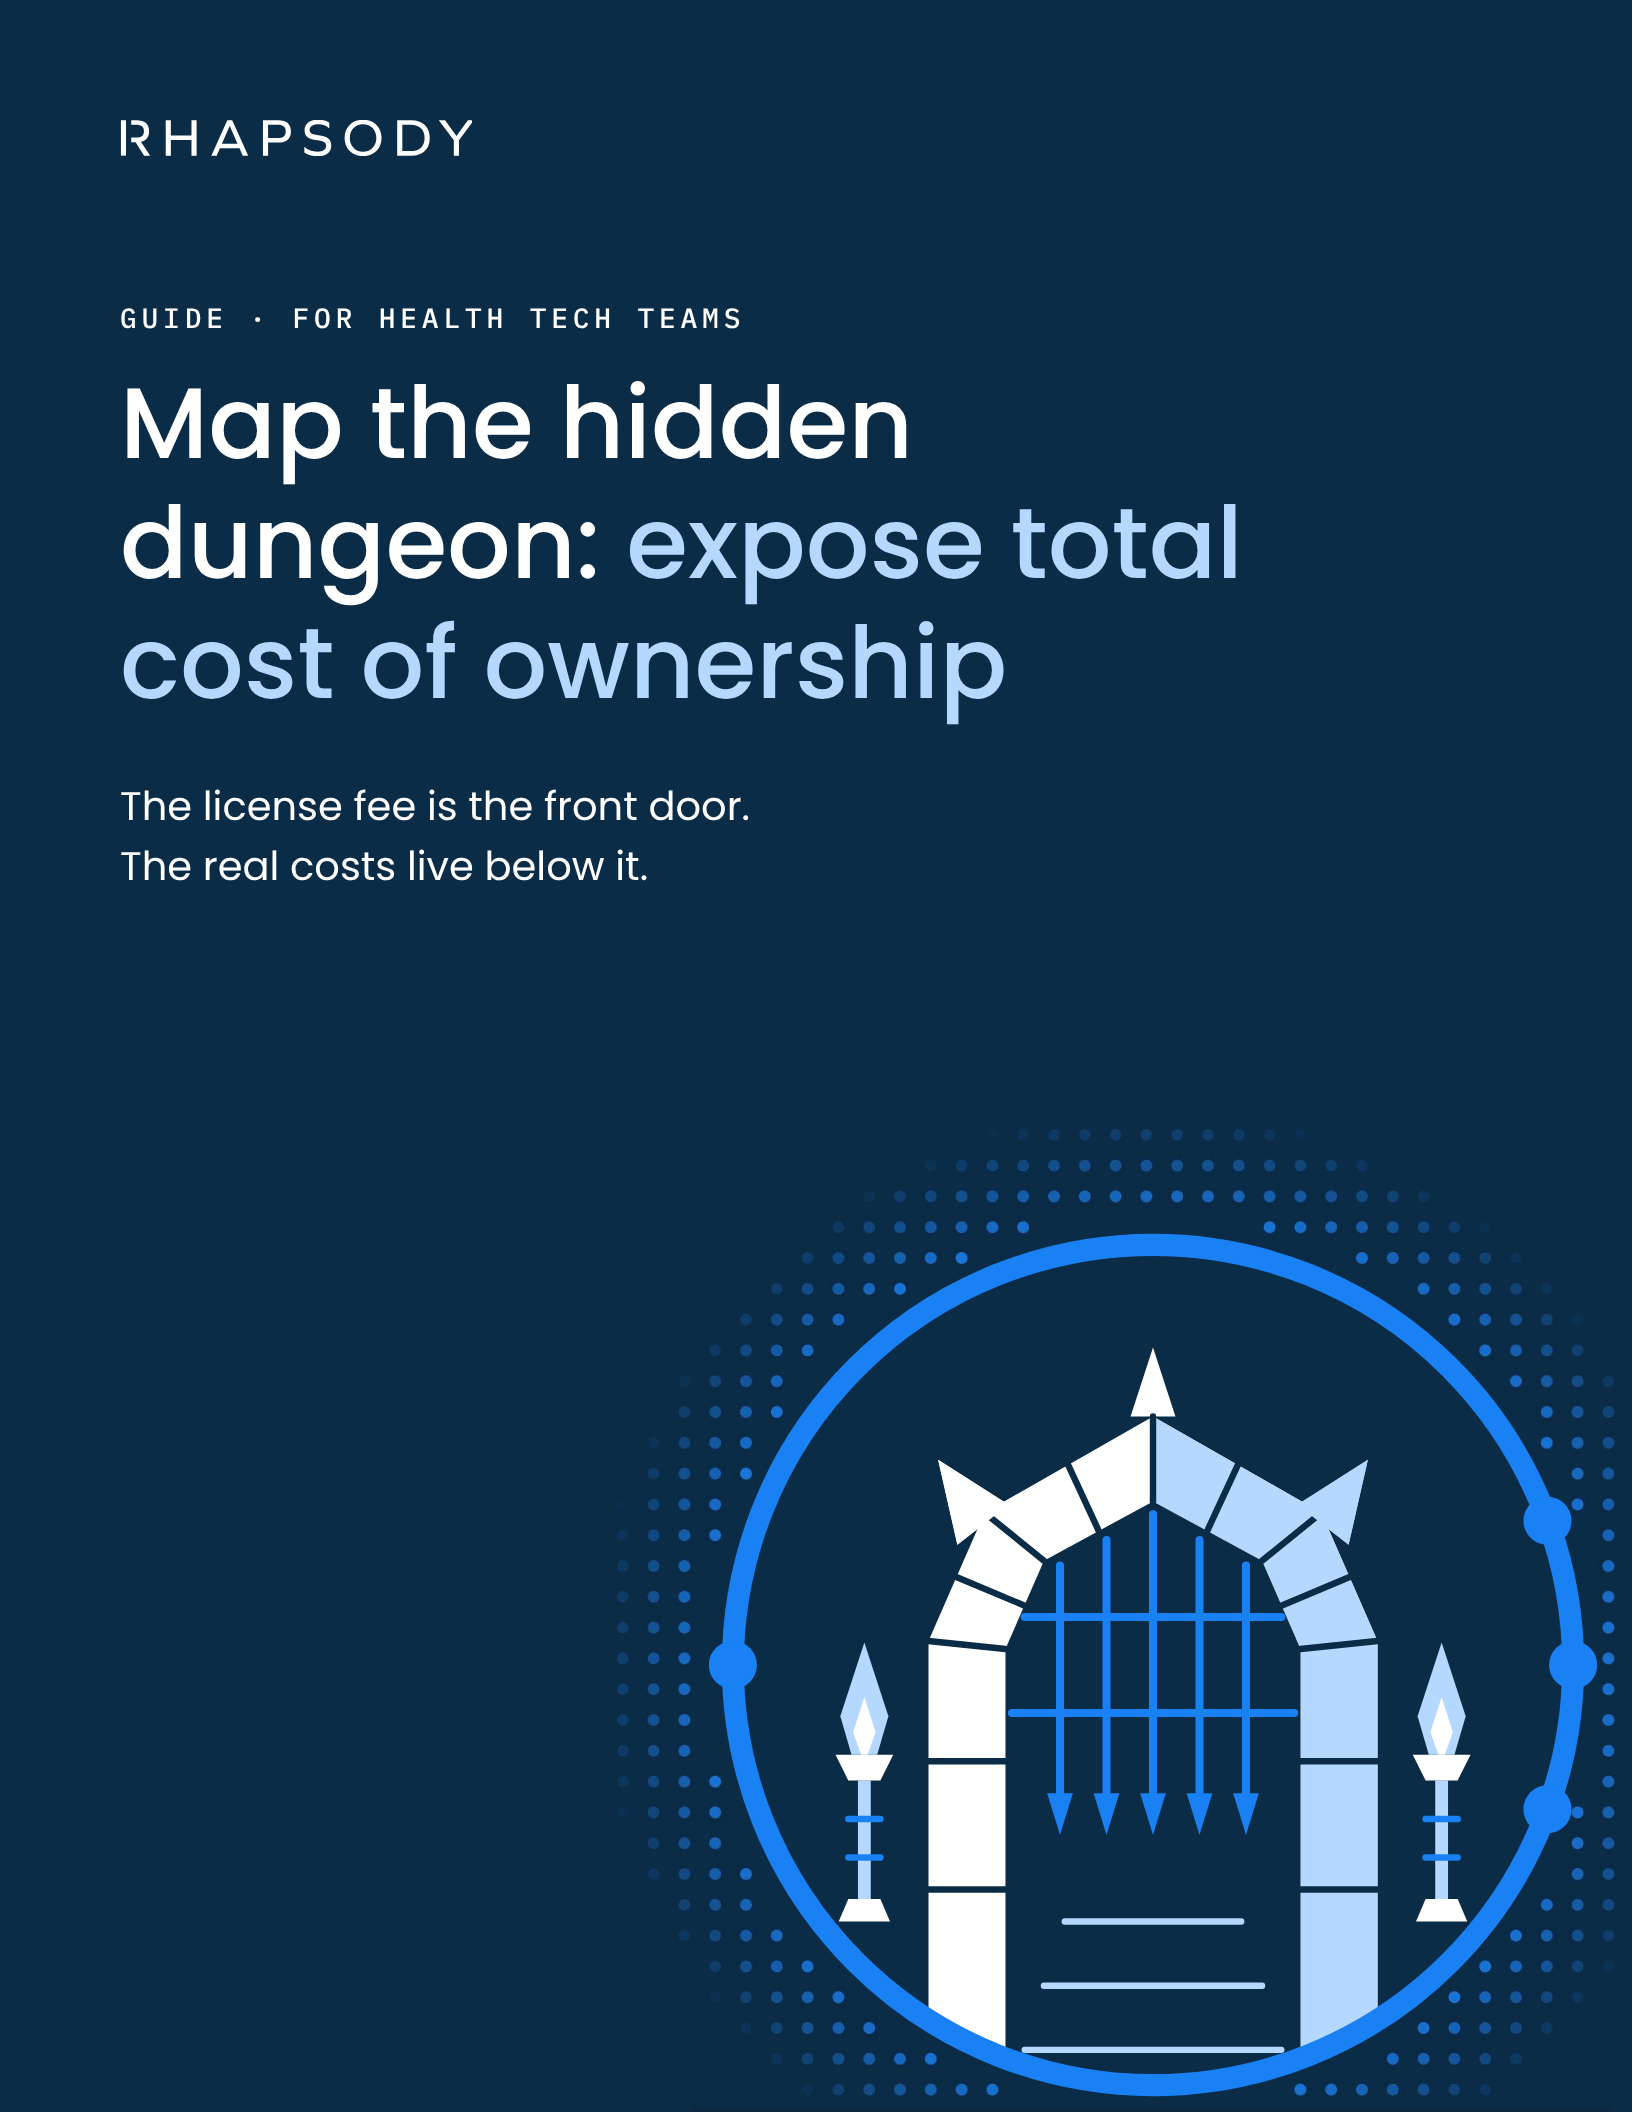 RHAPSODY
GUIDE · FOR HEALTH TECH TEAMS
Map the hidden
dungeon: expose total
cost of ownership
The license fee is the front door.
The real costs live below it.